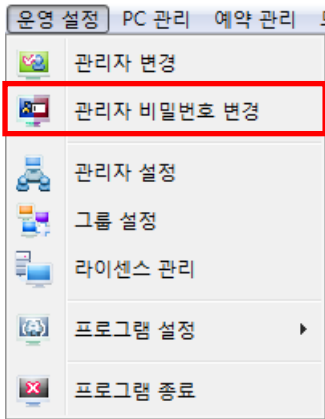 운영 설정 PC 관리 예약 관리
관리자 변경
관리자 비밀번호 변경
관리자 설정
그룹 설정
라이센스 관리
프로그램 설정
프로그램 종료